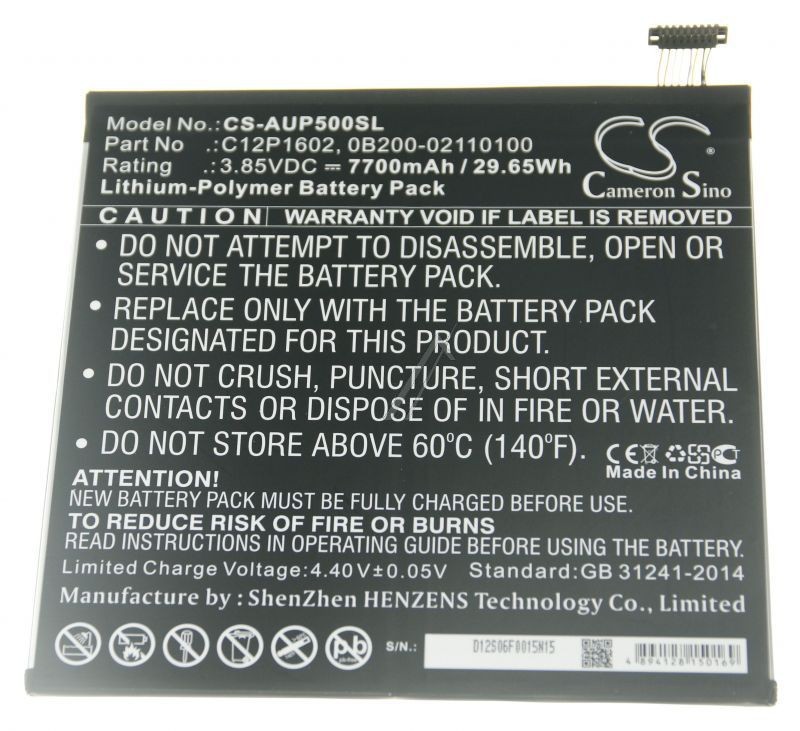 Model No.: CS-AUP500SL
Part No .: C12P1602, 0B200-02110100
Rating .: 3.85VDC ⎓ 7700mAh / 29.65Wh
Lithium-Polymer Battery Pack
CS
Cameron Sino
CAUTION WARRANTY VOID IF LABEL IS REMOVED
• DO NOT ATTEMPT TO DISASSEMBLE, OPEN OR
SERVICE THE BATTERY PACK.
• REPLACE ONLY WITH THE BATTERY PACK
DESIGNATED FOR THIS PRODUCT.
• DO NOT CRUSH, PUNCTURE, SHORT EXTERNAL
CONTACTS OR DISPOSE OF IN FIRE OR WATER.
• DO NOT STORE ABOVE 60°C (140°F).
CE PCT
Made In China
ATTENTION!
NEW BATTERY PACK MUST BE FULLY CHARGED BEFORE USE.
TO REDUCE RISK OF FIRE OR BURNS
READ INSTRUCTIONS IN OPERATING GUIDE BEFORE USING THE BATTERY.
Limited Charge Voltage: 4.40V±0.05V Standard: GB 31241-2014
Manufacture by : ShenZhen HENZENS Technology Co., Limited
pb
S/N.: D12S06F0015N15
4 894128 150169